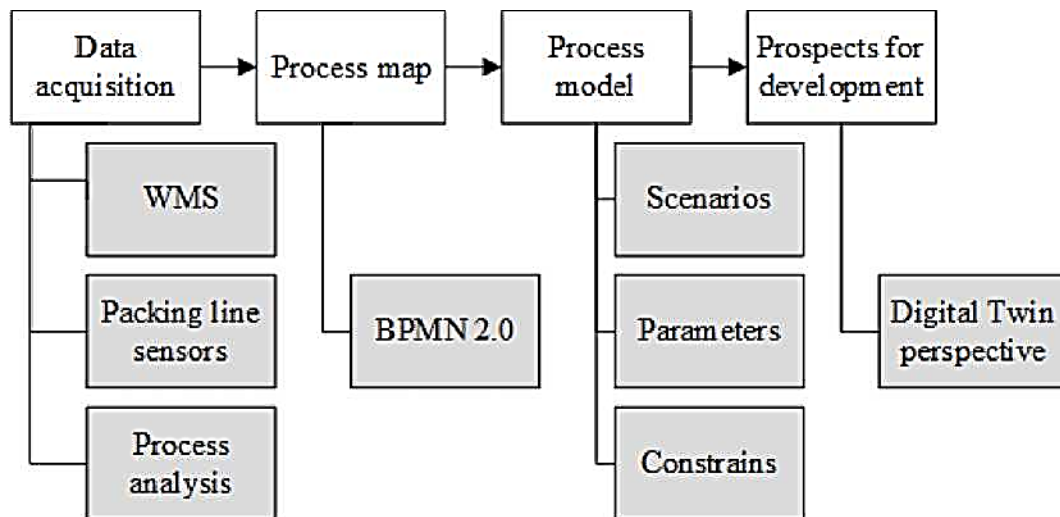 Data
acquisition
Process map
Process
model
Prospects for
development
WMS
Scenarios
Packing line
sensors
BPMN 2.0
Parameters
Digital Twin
perspective
Process
analysis
Constrains